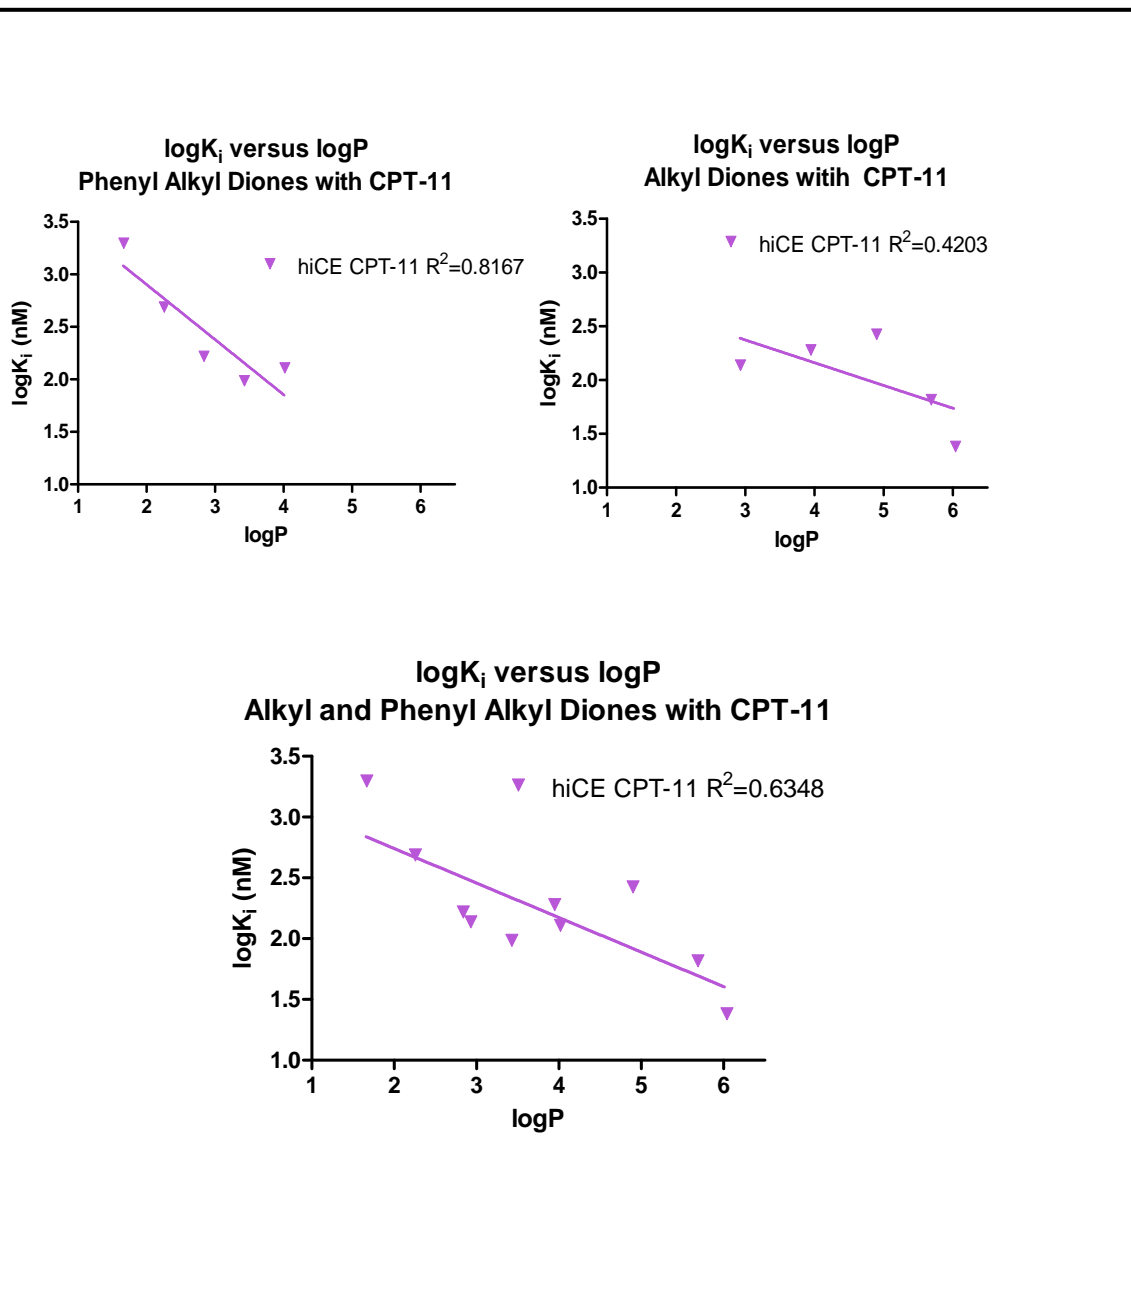 logKi versus logP
Phenyl Alkyl Diones with CPT-11
3.5
3.0
2.5
2.0
1.5
1.0
logKi (nM)
hiCE CPT-11 R2=0.8167
1 2 3 4 5 6
logP
logKi versus logP
Alkyl Diones witih CPT-11
3.5
3.0
2.5
2.0
1.5
1.0
logKi (nM)
hiCE CPT-11 R2=0.4203
1 2 3 4 5 6
logP
logKi versus logP
Alkyl and Phenyl Alkyl Diones with CPT-11
3.5
3.0
2.5
2.0
1.5
1.0
logKi (nM)
hiCE CPT-11 R2=0.6348
1 2 3 4 5 6
logP